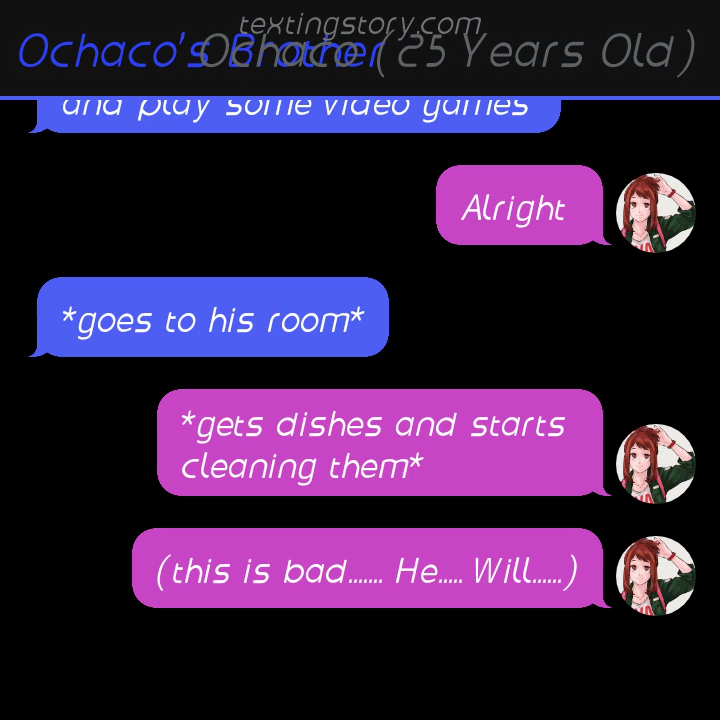 textingstory.com
Ochaco's Brother
Ochaco (25 Years Old)
and play some video games
Alright
*goes to his room*
*gets dishes and starts
cleaning them*
(this is bad....... He..... Will......)